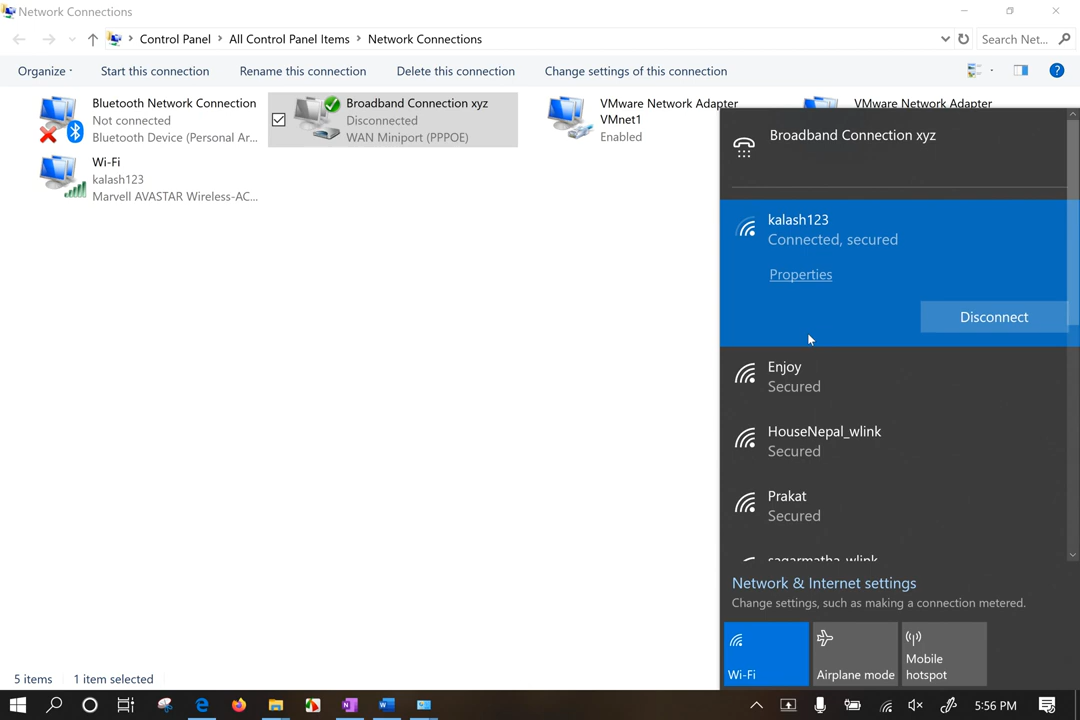 Network Connections
Control Panel > All Control Panel Items > Network Connections
Search Net...
Organize
Start this connection
Rename this connection
Delete this connection
Change settings of this connection
Bluetooth Network Connection
Not connected
Bluetooth Device (Personal Ar...
Broadband Connection xyz
Disconnected
WAN Miniport (PPPOE)
VMware Network Adapter
VMnet1
Enabled
VMware Network Adapter
Wi-Fi
kalash123
Marvell AVASTAR Wireless-AC...
Broadband Connection xyz
kalash123
Connected, secured
Properties
Disconnect
Enjoy
Secured
HouseNepal_wlink
Secured
Prakat
Secured
sagarmatha_wlink
Network & Internet settings
Change settings, such as making a connection metered.
Wi-Fi
Airplane mode
Mobile
hotspot
5 items
1 item selected
5:56 PM